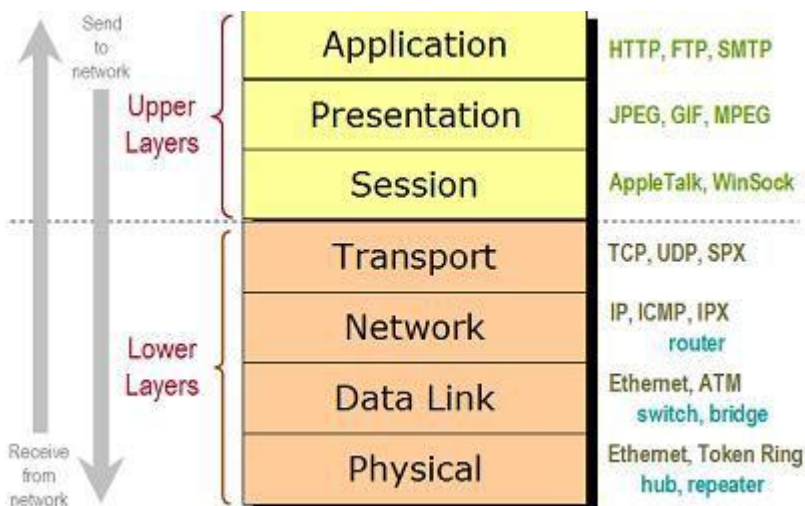 Send
to
network
Upper
Layers
Application
HTTP, FTP, SMTP
Presentation
JPEG, GIF, MPEG
Session
AppleTalk, WinSock
Lower
Layers
Transport
TCP, UDP, SPX
Network
IP, ICMP, IPX
router
Data Link
Ethernet, ATM
switch, bridge
Physical
Ethernet, Token Ring
hub, repeater
Receive
from
network